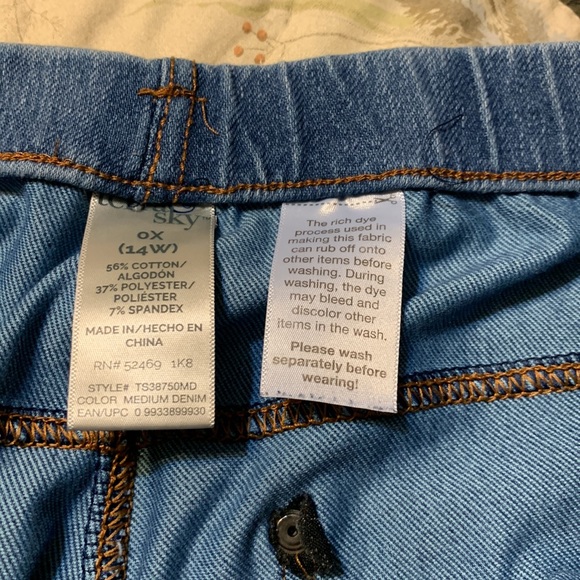 sky™
0X
(14W)
56% COTTON/
ALGODÓN
37% POLYESTER/
POLIÉSTER
7% SPANDEX
MADE IN/HECHO EN
CHINA
RN# 52469 1K8
STYLE# TS38750MD
COLOR MEDIUM DENIM
EAN/UPC 0 9933899930
The rich dye
process used in
making this fabric
can rub off onto
other items before
washing. During
washing, the dye
may bleed and
discolor other
items in the wash.
Please wash
separately before
wearing!